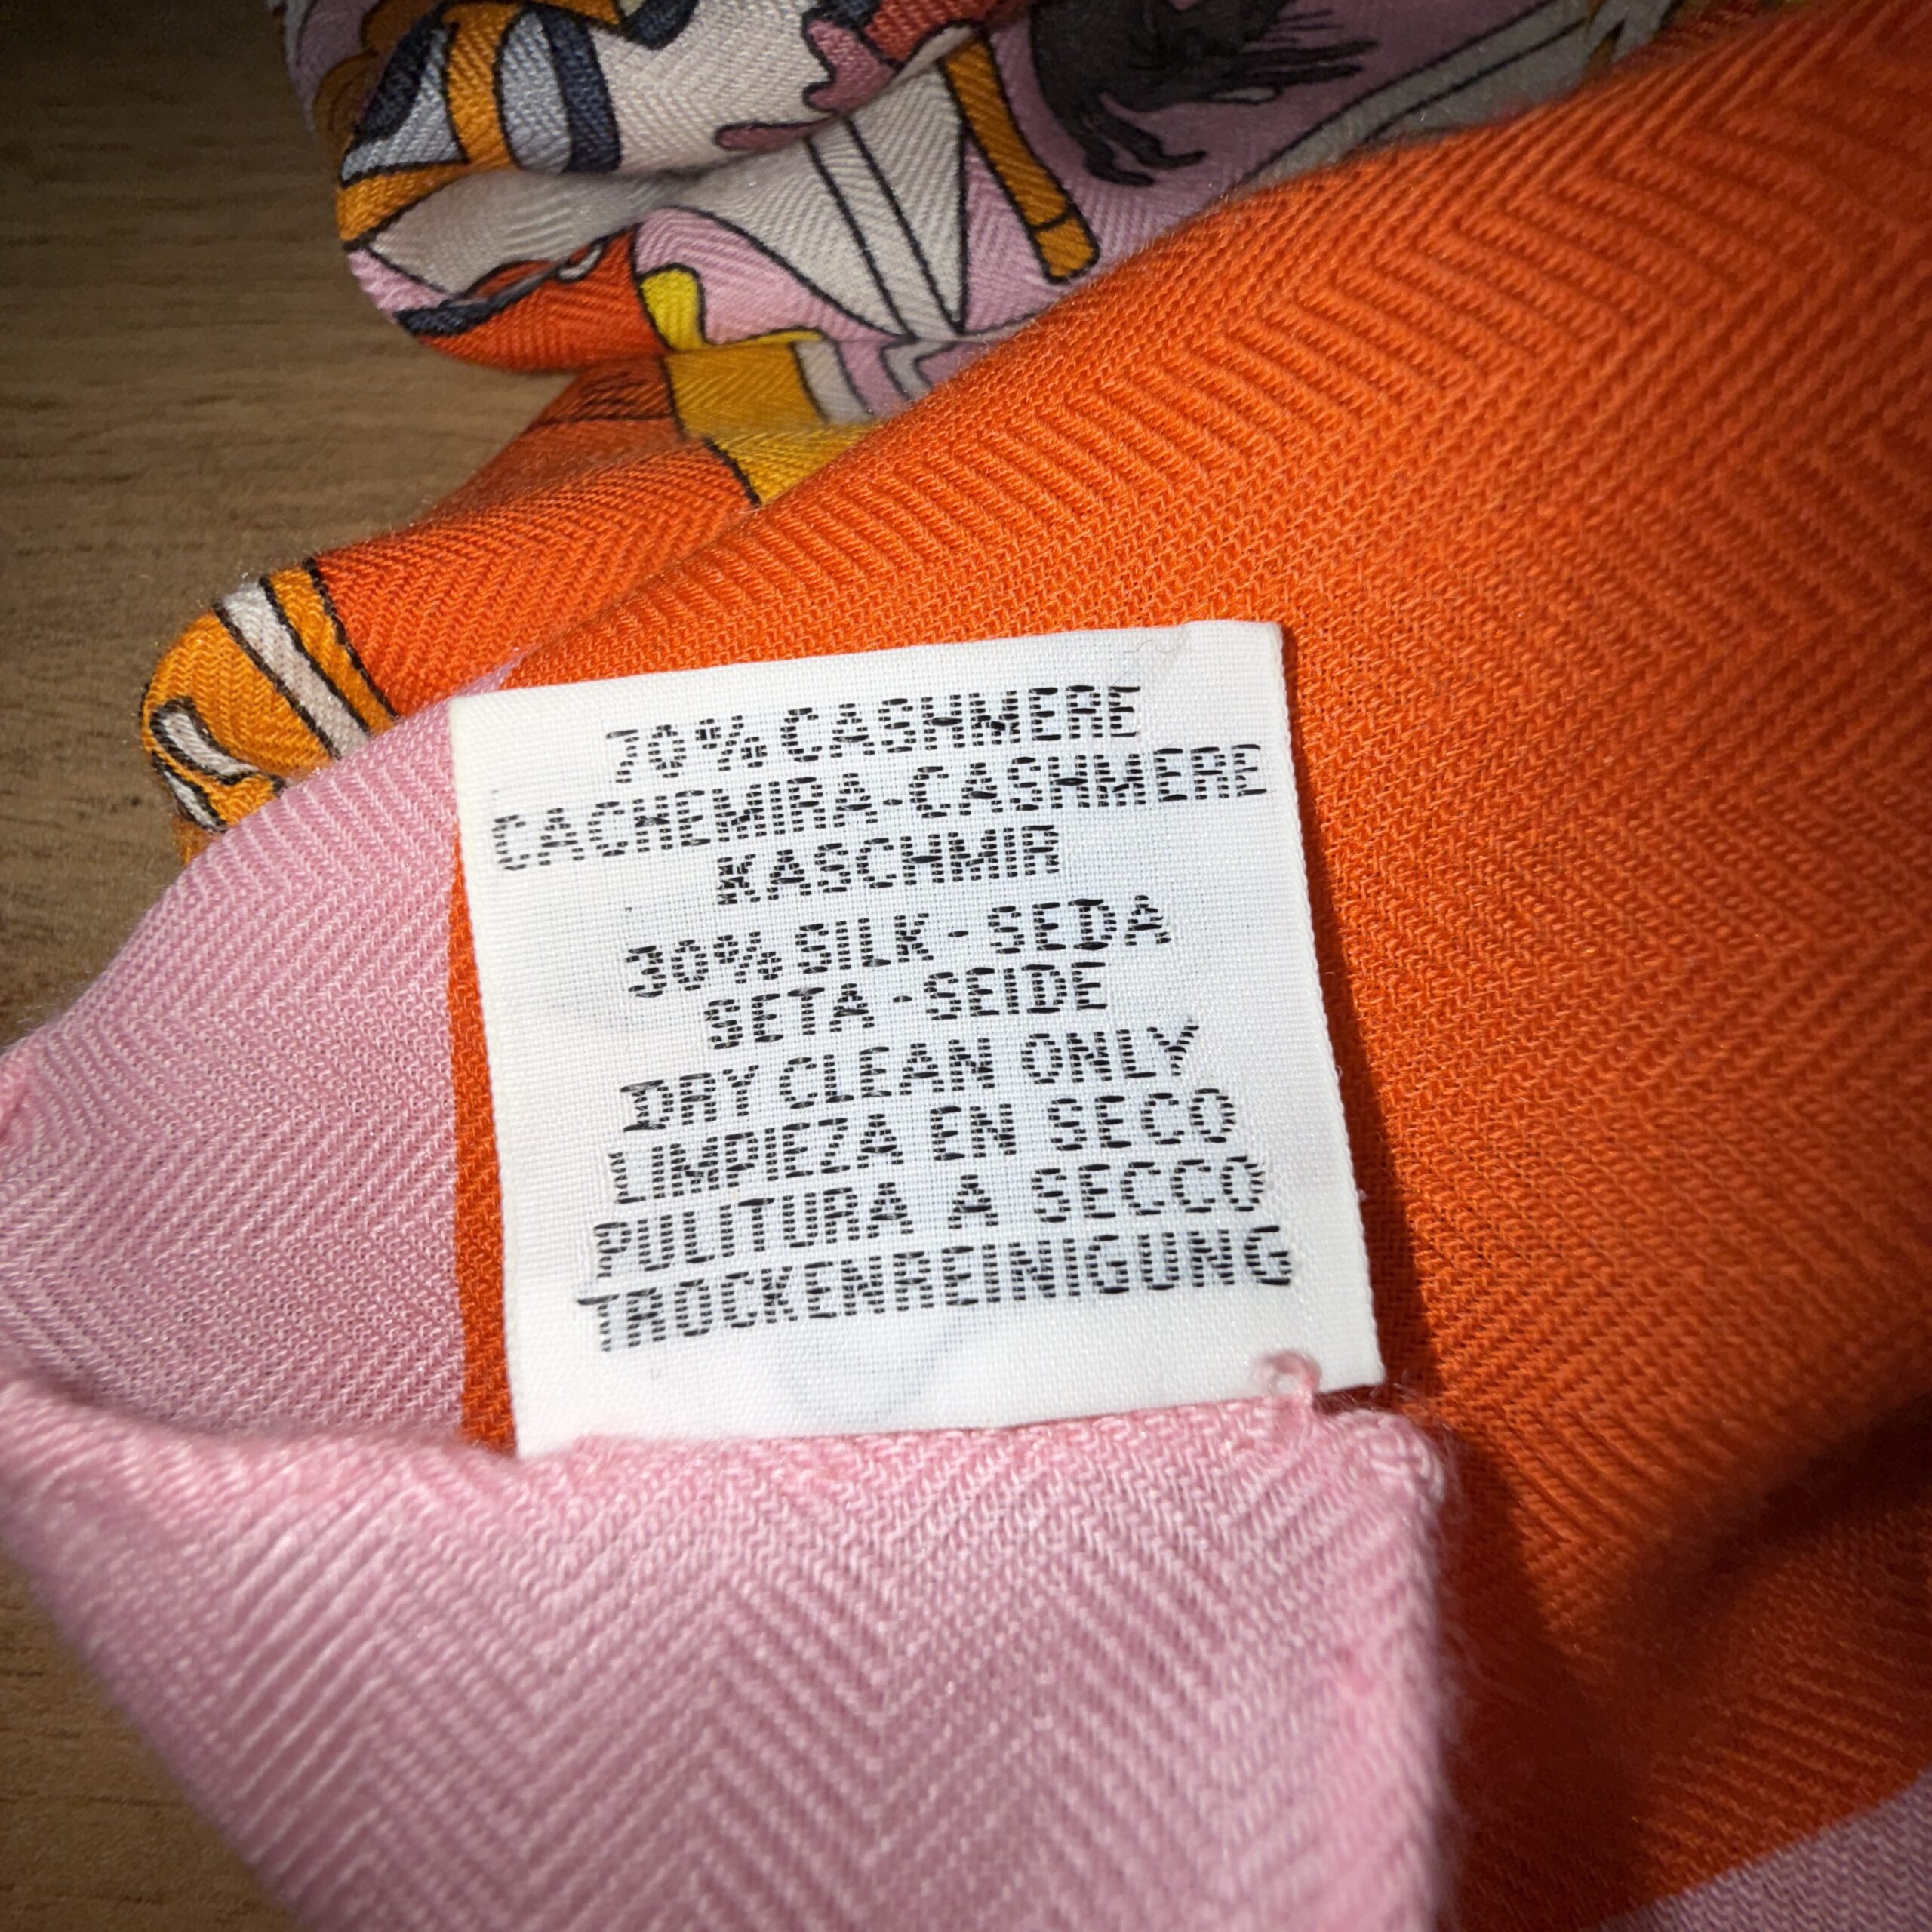 70% CASHMERE
CACHEMIRA-CASHMERE
KASCHMIR
30% SILK-SEDA
SETA-SEIDE
DRY CLEAN ONLY
LIMPIEZA EN SECO
PULITURA A SECCO
TROCKENREINIGUNG